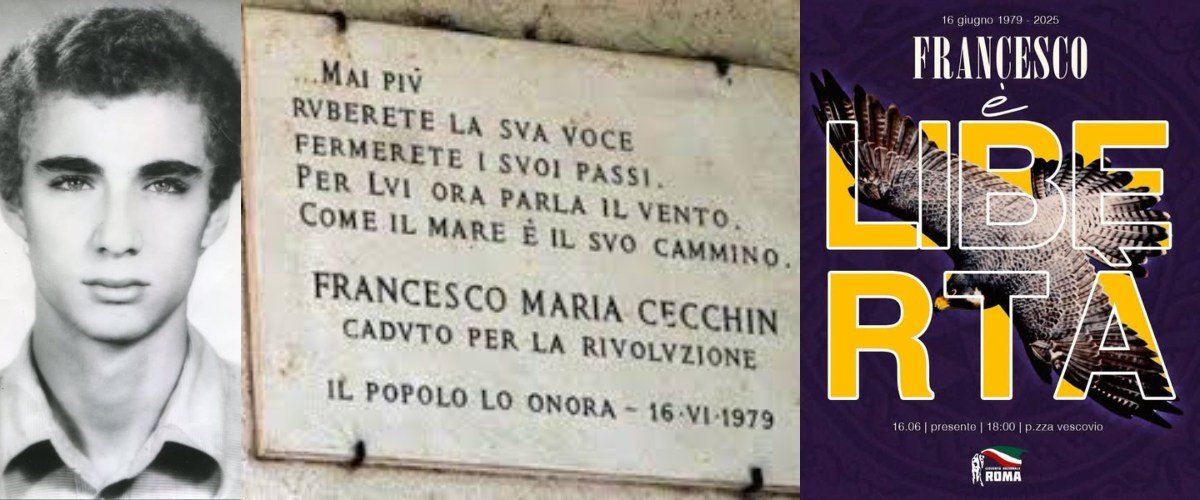 ...MAI PIV
RVBERETE LA SVA VOCE
FERMERETE I SVOI PASSI.
PER LVI ORA PARLA IL VENTO.
COME IL MARE È IL SVO CAMMINO.
FRANCESCO MARIA CECCHIN
CADVTO PER LA RIVOLVZIONE
IL POPOLO LO ONORA - 16·VI·1979
16 giugno 1979 - 2025
FRANCESCO
è
LIBE
RTÀ
16.06 | presente | 18:00 | p.zza vescovio
GIOVENTÙ NAZIONALE
ROMA